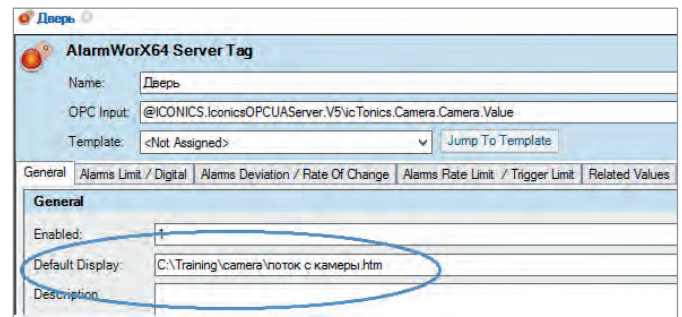 Дверь
AlarmWorX64 Server Tag
Name: Дверь
OPC Input: @ICONICS.IconicsOPCUAServer.V5\icTonics.Camera.Camera.Value
Template: <Not Assigned> Jump To Template
General Alarms Limit / Digital Alarms Deviation / Rate Of Change Alarms Rate Limit / Trigger Limit Related Values
General
Enabled: 1
Default Display: C:\Training\camera\поток с камеры.htm
Description